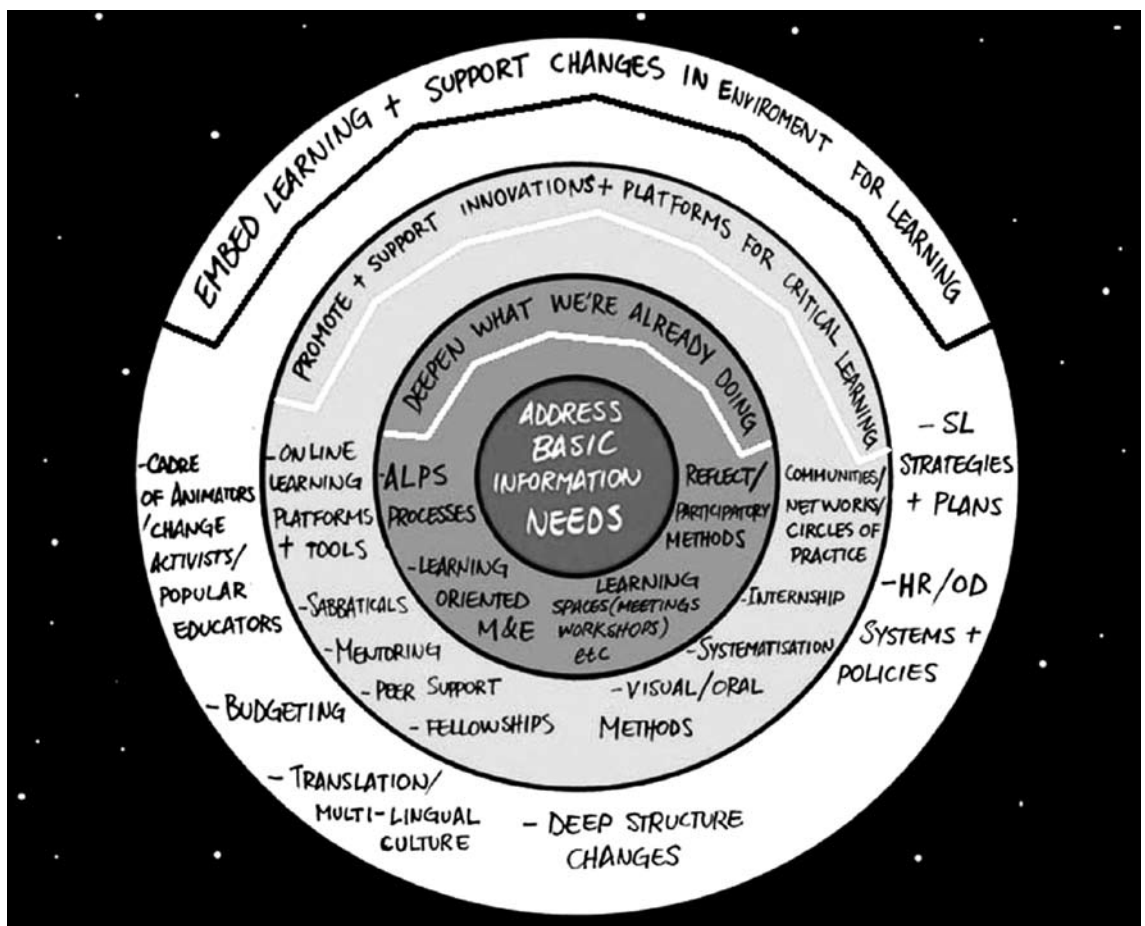 EMBED LEARNING + SUPPORT CHANGES IN ENVIROMENT FOR LEARNING
PROMOTE + SUPPORT INNOVATIONS + PLATFORMS FOR CRITICAL LEARNING
DEEPEN WHAT WE'RE ALREADY DOING
ADDRESS
BASIC
INFORMATION
NEEDS
-ALPS
PROCESSES
-LEARNING
ORIENTED
M&E
LEARNING
SPACES (MEETINGS
WORKSHOPS)
etc
REFLECT/
PARTICIPATORY
METHODS
-ONLINE
LEARNING
PLATFORMS
+ TOOLS
-SABBATICALS
-MENTORING
-PEER SUPPORT
-FELLOWSHIPS
-VISUAL/ORAL
METHODS
-SYSTEMATISATION
-INTERNSHIP
COMMUNITIES/
NETWORKS/
CIRCLES OF
PRACTICE
-CADRE
OF ANIMATORS
/CHANGE
ACTIVISTS/
POPULAR
EDUCATORS
-BUDGETING
-TRANSLATION/
MULTI-LINGUAL
CULTURE
-DEEP STRUCTURE
CHANGES
-HR/OD
SYSTEMS +
POLICIES
-SL
STRATEGIES
+ PLANS